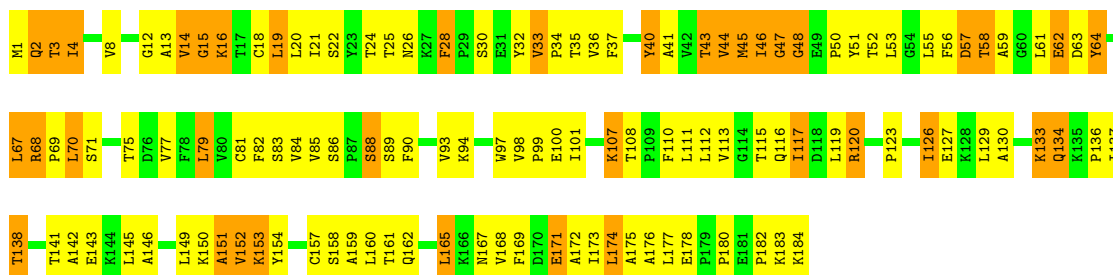 M1 Q2 T3 I4 V8 G12 A13 V14 G15 K16 T17 C18 L19 L20 I21 S22 Y23 T24 T25 N26 K27 F28 P29 S30 E31 Y32 V33 P34 T35 V36 F37 Y40 A41 V42 T43 V44 M45 I46 G47 G48 E49 P50 Y51 T52 L53 G54 L55 F56 D57 T58 A59 G60 L61 E62 D63 Y64
L67 R68 P69 L70 S71 T75 D76 V77 F78 L79 V80 C81 F82 S83 V84 V85 S86 P87 S88 S89 F90 V93 K94 W97 V98 P99 E100 I101 K107 T108 P109 F110 L111 L112 V113 G114 T115 Q116 I117 D118 L119 R120 P123 I126 E127 K128 L129 A130 K133 Q134 K135 P136 I137
T138 T141 A142 E143 K144 L145 A146 L149 K150 A151 V152 K153 Y154 C157 S158 A159 L160 T161 Q162 L165 K166 N167 V168 F169 D170 E171 A172 I173 L174 A175 A176 L177 E178 P179 P180 E181 P182 K183 K184